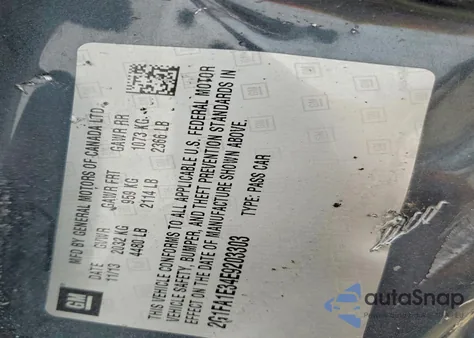 GM
MFD BY GENERAL MOTORS OF CANADA LTD.
DATE GVWR GAWR FRT GAWR RR
11/13 2032 KG 959 KG 1073 KG
4480 LB 2114 LB 2366 LB
THIS VEHICLE CONFORMS TO ALL APPLICABLE U.S. FEDERAL MOTOR
VEHICLE SAFETY, BUMPER, AND THEFT PREVENTION STANDARDS IN
EFFECT ON THE DATE OF MANUFACTURE SHOWN ABOVE.
2G1FA1E34E9203303 TYPE: PASS CAR
autoSnap